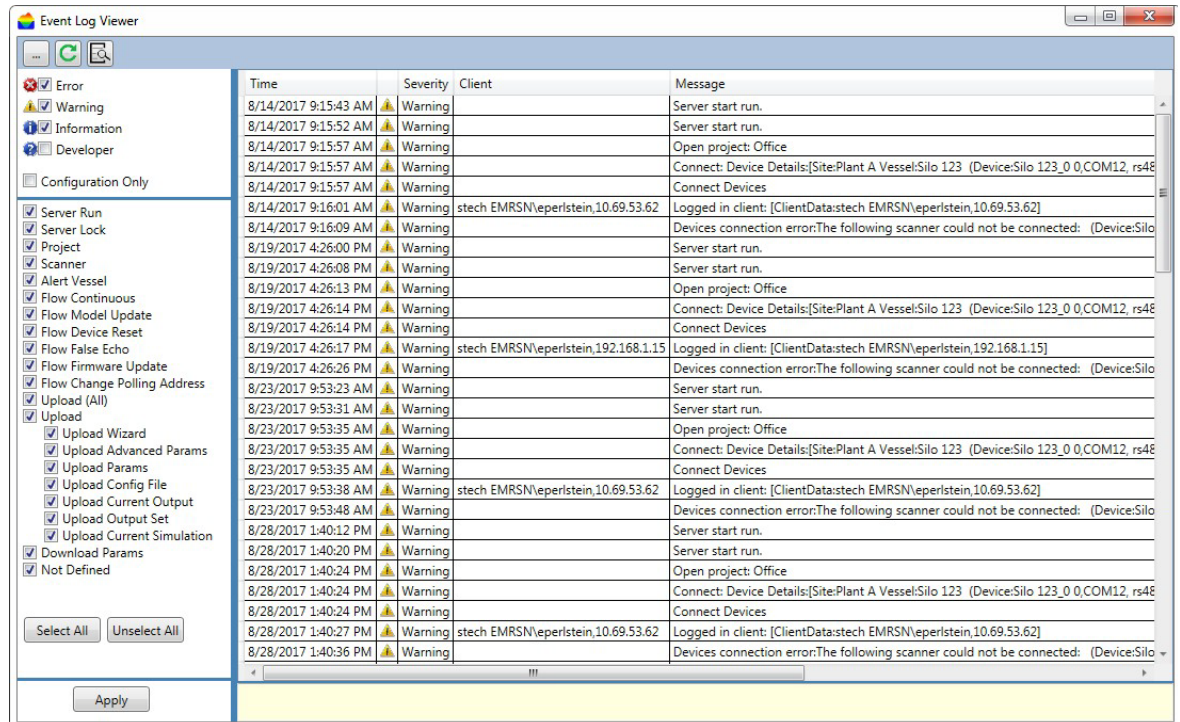 Event Log Viewer
...
Error
Warning
Information
Developer
Configuration Only
Server Run
Server Lock
Project
Scanner
Alert Vessel
Flow Continuous
Flow Model Update
Flow Device Reset
Flow False Echo
Flow Firmware Update
Flow Change Polling Address
Upload (All)
Upload
Upload Wizard
Upload Advanced Params
Upload Params
Upload Config File
Upload Current Output
Upload Output Set
Upload Current Simulation
Download Params
Not Defined
Select All Unselect All
Apply
Time Severity Client Message
8/14/2017 9:15:43 AM Warning Server start run.
8/14/2017 9:15:52 AM Warning Server start run.
8/14/2017 9:15:57 AM Warning Open project: Office
8/14/2017 9:15:57 AM Warning Connect: Device Details:[Site:Plant A Vessel:Silo 123 (Device:Silo 123_0 0,COM12, rs48
8/14/2017 9:15:57 AM Warning Connect Devices
8/14/2017 9:16:01 AM Warning stech EMRSN\eperlstein,10.69.53.62 Logged in client: [ClientData:stech EMRSN\eperlstein,10.69.53.62]
8/14/2017 9:16:09 AM Warning Devices connection error:The following scanner could not be connected: (Device:Silo
8/19/2017 4:26:00 PM Warning Server start run.
8/19/2017 4:26:08 PM Warning Server start run.
8/19/2017 4:26:13 PM Warning Open project: Office
8/19/2017 4:26:14 PM Warning Connect: Device Details:[Site:Plant A Vessel:Silo 123 (Device:Silo 123_0 0,COM12, rs48
8/19/2017 4:26:14 PM Warning Connect Devices
8/19/2017 4:26:17 PM Warning stech EMRSN\eperlstein,192.168.1.15 Logged in client: [ClientData:stech EMRSN\eperlstein,192.168.1.15]
8/19/2017 4:26:26 PM Warning Devices connection error:The following scanner could not be connected: (Device:Silo
8/23/2017 9:53:23 AM Warning Server start run.
8/23/2017 9:53:31 AM Warning Server start run.
8/23/2017 9:53:35 AM Warning Open project: Office
8/23/2017 9:53:35 AM Warning Connect: Device Details:[Site:Plant A Vessel:Silo 123 (Device:Silo 123_0 0,COM12, rs48
8/23/2017 9:53:35 AM Warning Connect Devices
8/23/2017 9:53:38 AM Warning stech EMRSN\eperlstein,10.69.53.62 Logged in client: [ClientData:stech EMRSN\eperlstein,10.69.53.62]
8/23/2017 9:53:48 AM Warning Devices connection error:The following scanner could not be connected: (Device:Silo
8/28/2017 1:40:12 PM Warning Server start run.
8/28/2017 1:40:20 PM Warning Server start run.
8/28/2017 1:40:24 PM Warning Open project: Office
8/28/2017 1:40:24 PM Warning Connect: Device Details:[Site:Plant A Vessel:Silo 123 (Device:Silo 123_0 0,COM12, rs48
8/28/2017 1:40:24 PM Warning Connect Devices
8/28/2017 1:40:27 PM Warning stech EMRSN\eperlstein,10.69.53.62 Logged in client: [ClientData:stech EMRSN\eperlstein,10.69.53.62]
8/28/2017 1:40:36 PM Warning Devices connection error:The following scanner could not be connected: (Device:Silo